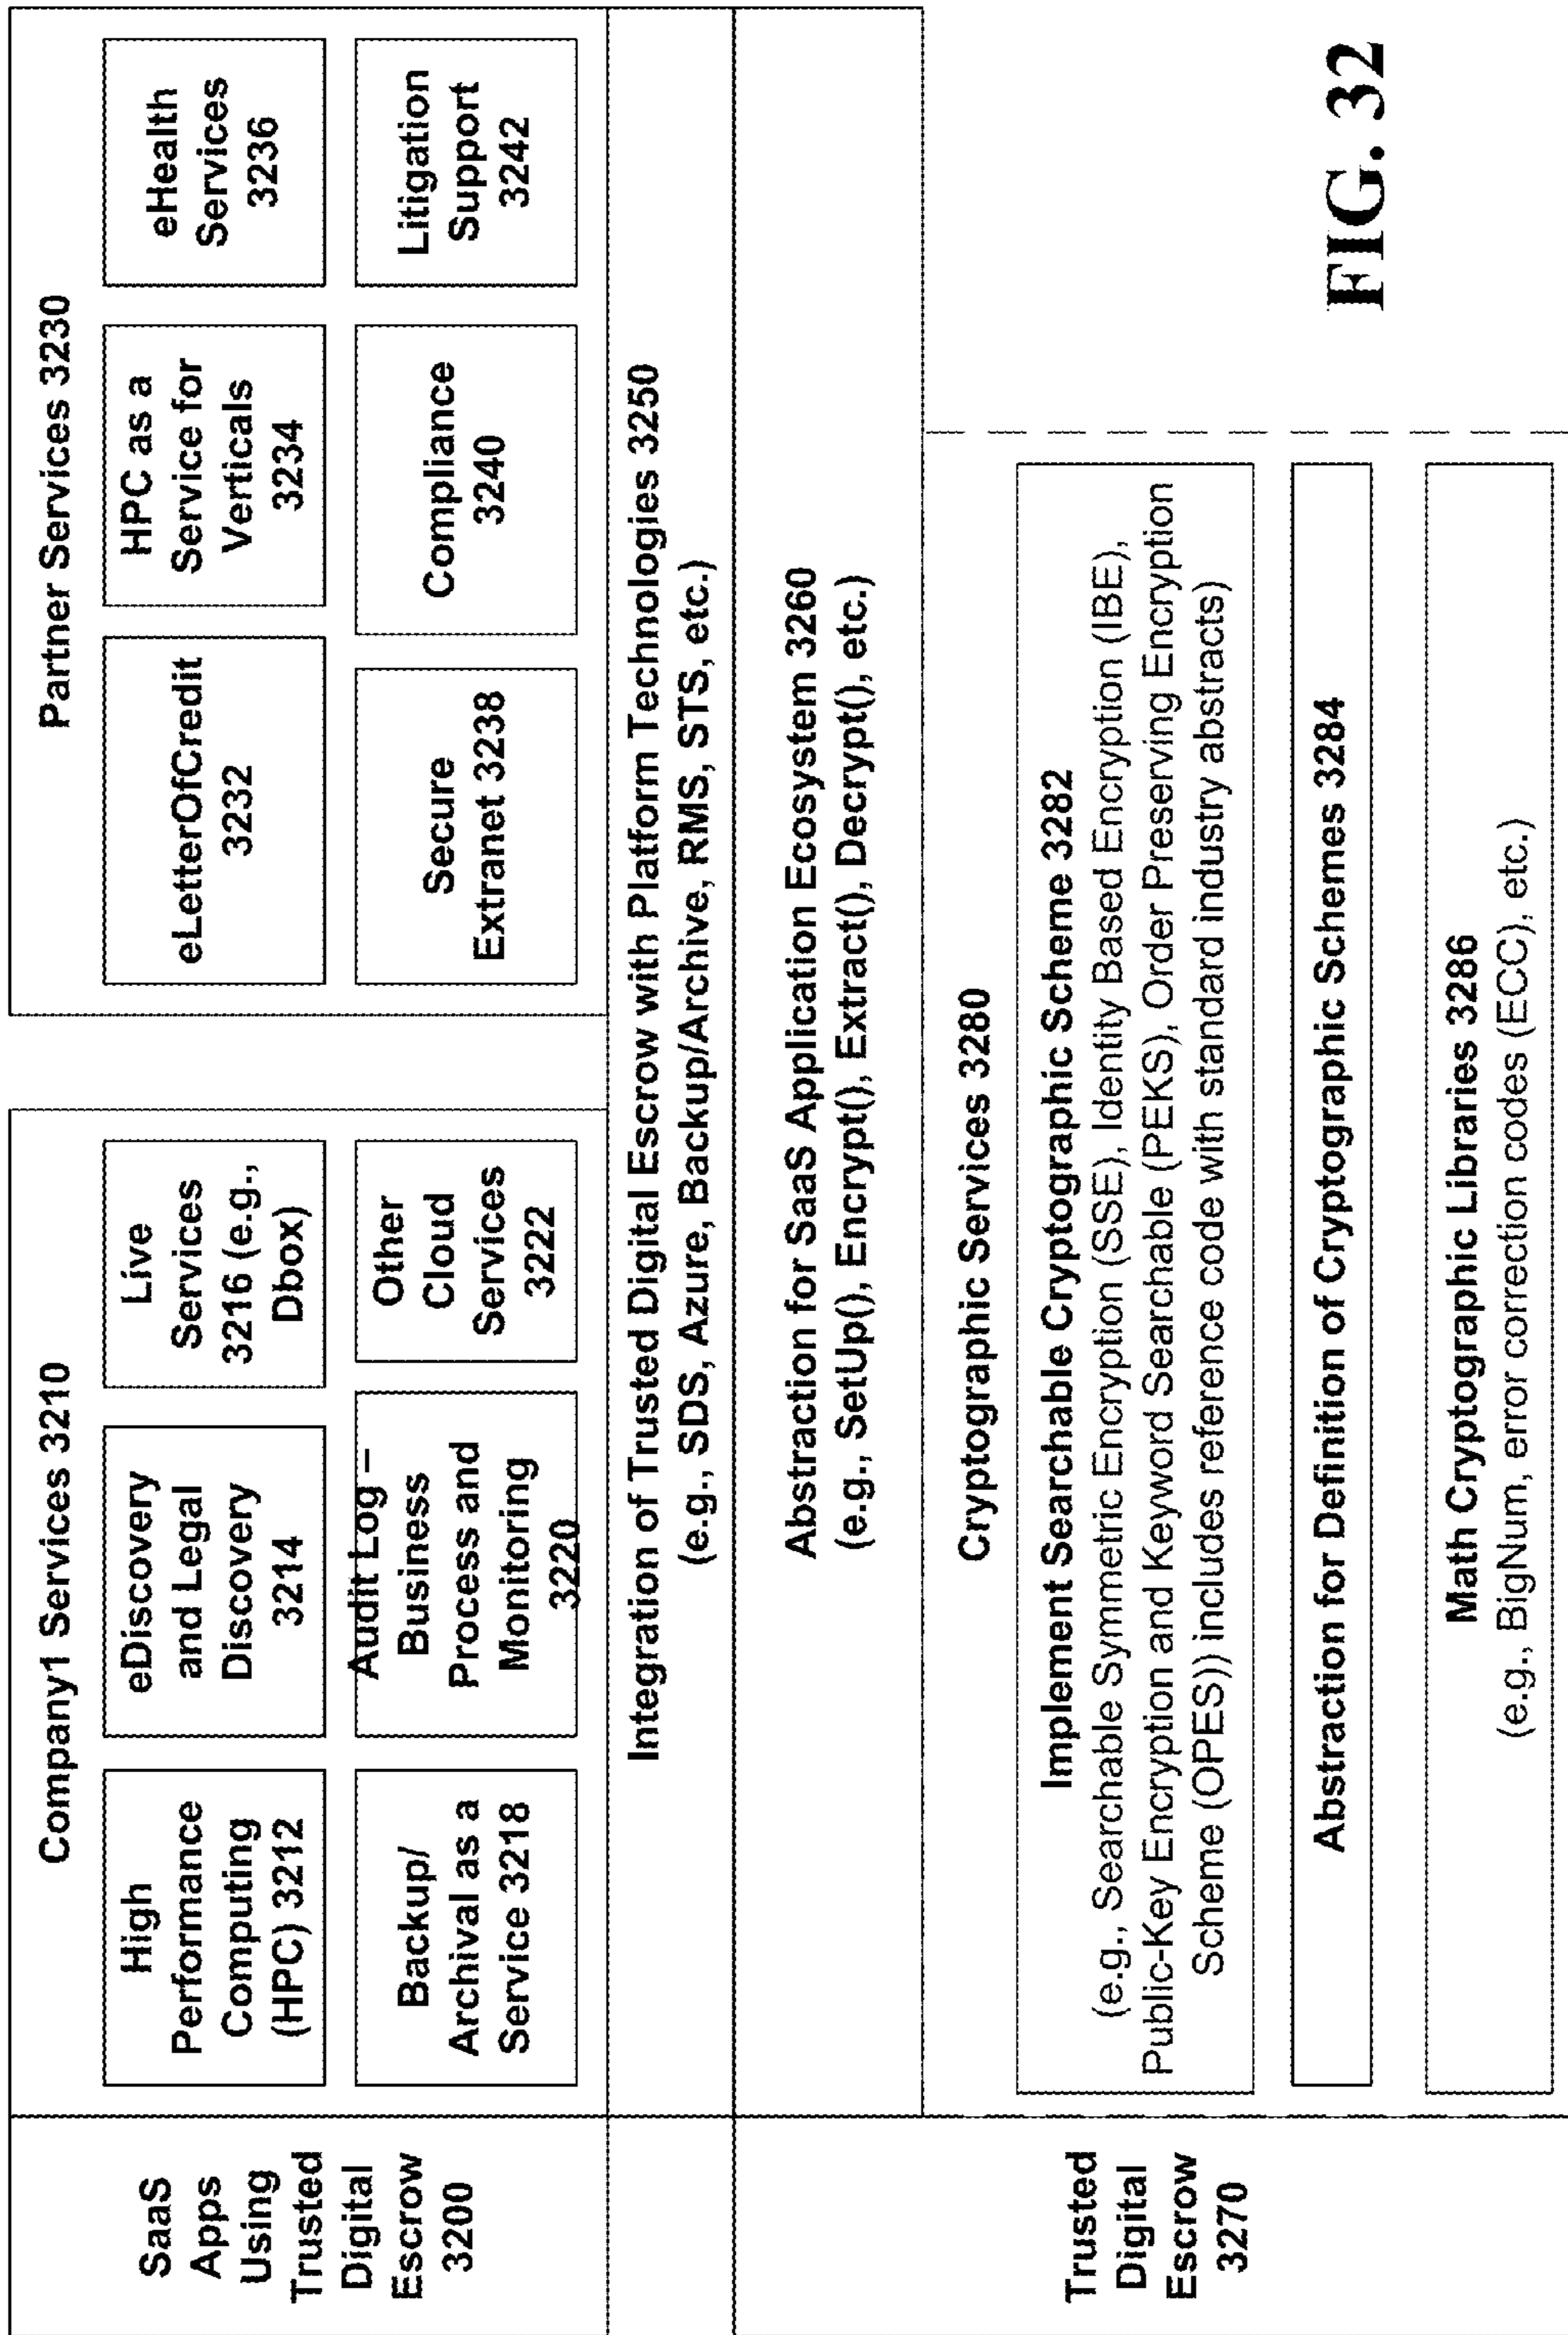 SaaS
Apps
Using
Trusted
Digital
Escrow
3200
Company1 Services 3210
High
Performance
Computing
(HPC) 3212
eDiscovery
and Legal
Discovery
3214
Live
Services
3216 (e.g.,
Dbox)
Backup/
Archival as a
Service 3218
Audit Log –
Business
Process and
Monitoring
3220
Other
Cloud
Services
3222
Partner Services 3230
eLetterOfCredit
3232
HPC as a
Service for
Verticals
3234
eHealth
Services
3236
Secure
Extranet 3238
Compliance
3240
Litigation
Support
3242
Integration of Trusted Digital Escrow with Platform Technologies 3250
(e.g., SDS, Azure, Backup/Archive, RMS, STS, etc.)
Trusted
Digital
Escrow
3270
Abstraction for SaaS Application Ecosystem 3260
(e.g., SetUp(), Encrypt(), Extract(), Decrypt(), etc.)
Cryptographic Services 3280
Implement Searchable Cryptographic Scheme 3282
(e.g., Searchable Symmetric Encryption (SSE), Identity Based Encryption (IBE),
Public-Key Encryption and Keyword Searchable (PEKS), Order Preserving Encryption
Scheme (OPES)) includes reference code with standard industry abstracts)
Abstraction for Definition of Cryptographic Schemes 3284
Math Cryptographic Libraries 3286
(e.g., BigNum, error correction codes (ECC), etc.)
FIG. 32